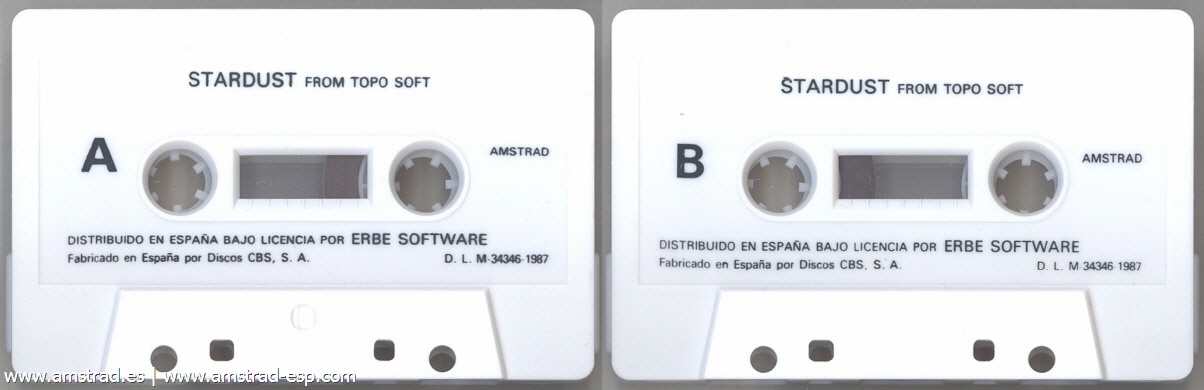 STARDUST FROM TOPO SOFT
A
AMSTRAD
DISTRIBUIDO EN ESPAÑA BAJO LICENCIA POR ERBE SOFTWARE
Fabricado en España por Discos CBS, S. A.
D. L. M-34346-1987
STARDUST FROM TOPO SOFT
B
AMSTRAD
DISTRIBUIDO EN ESPAÑA BAJO LICENCIA POR ERBE SOFTWARE
Fabricado en España por Discos CBS, S. A.
D. L. M-34346-1987
www.amstrad.es | www.amstrad-esp.com